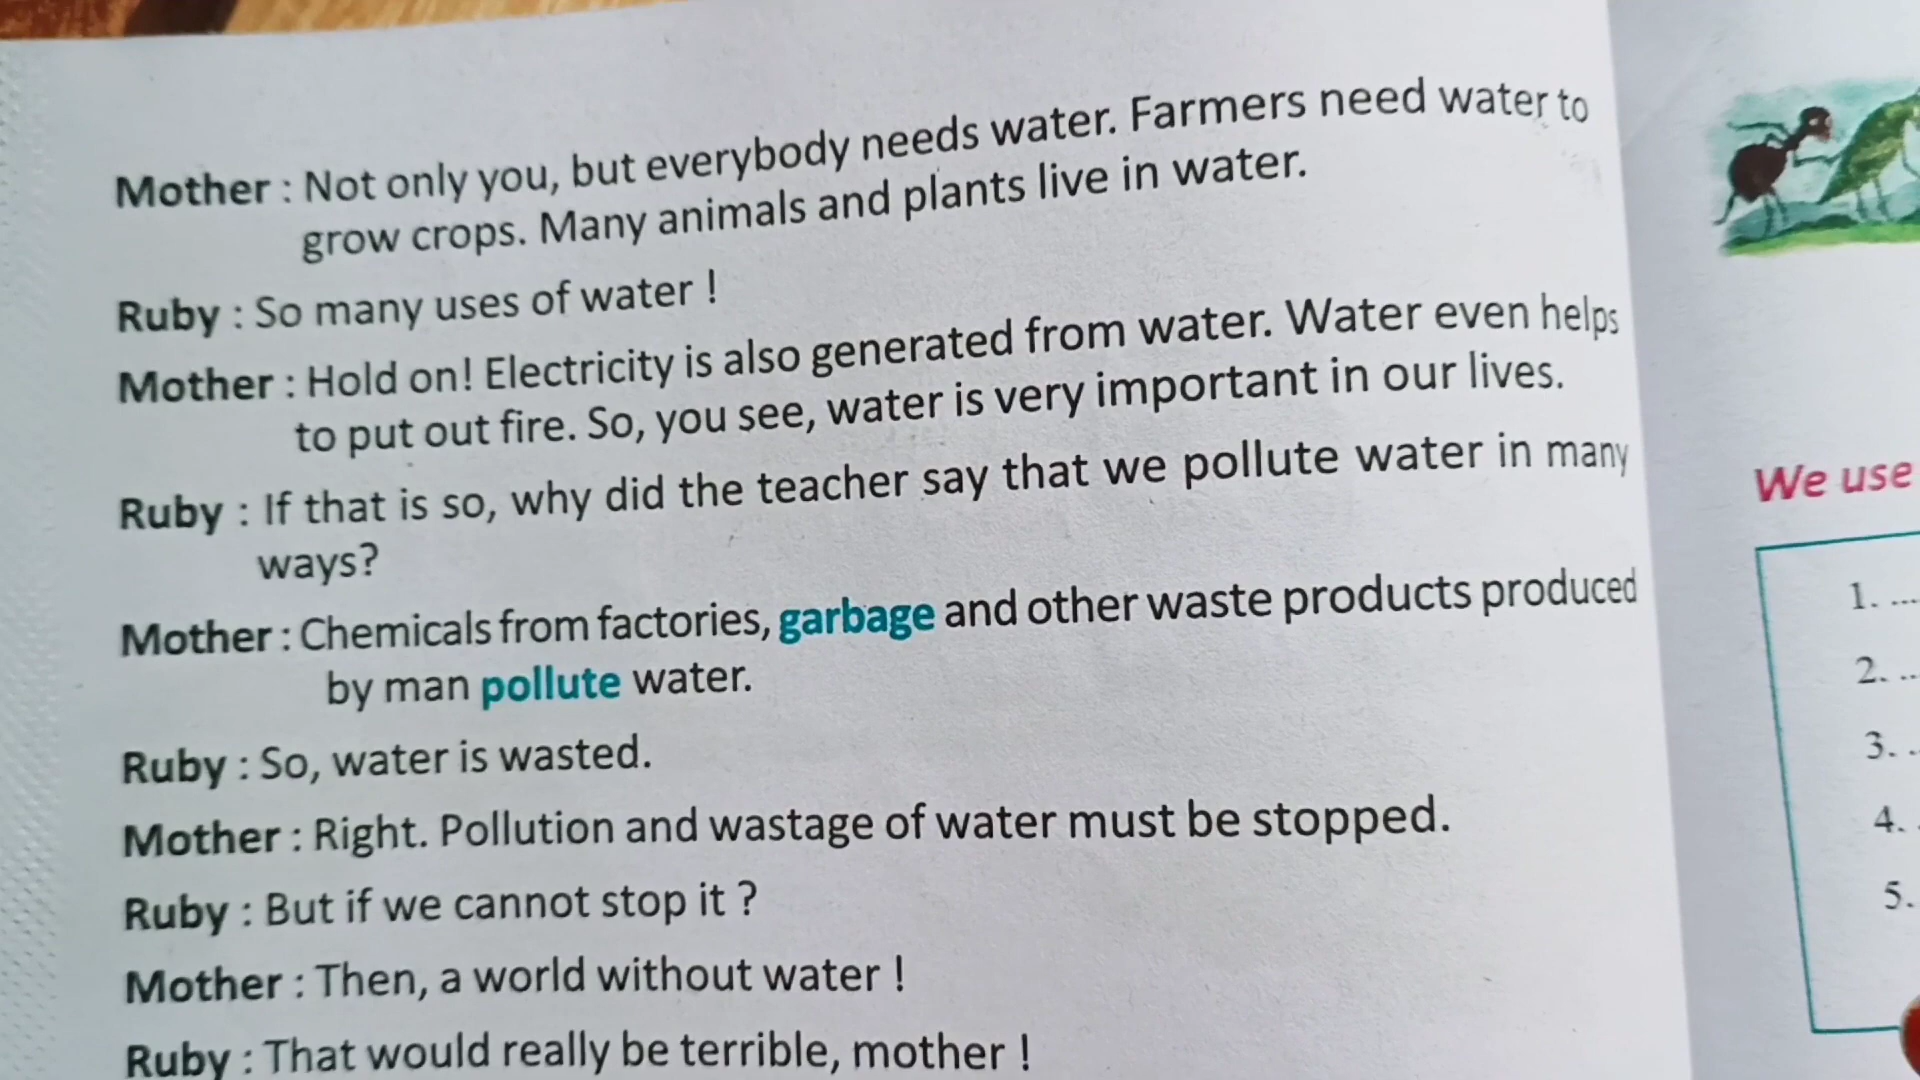 Mother : Not only you, but everybody needs water. Farmers need water to
grow crops. Many animals and plants live in water.
Ruby : So many uses of water !
Mother : Hold on! Electricity is also generated from water. Water even helps
to put out fire. So, you see, water is very important in our lives.
Ruby : If that is so, why did the teacher say that we pollute water in many
ways?
Mother : Chemicals from factories, garbage and other waste products produced
by man pollute water.
Ruby : So, water is wasted.
Mother : Right. Pollution and wastage of water must be stopped.
Ruby : But if we cannot stop it ?
Mother : Then, a world without water !
Ruby : That would really be terrible, mother !
We use
1. ...
2. ..
3. ..
4. .
5.